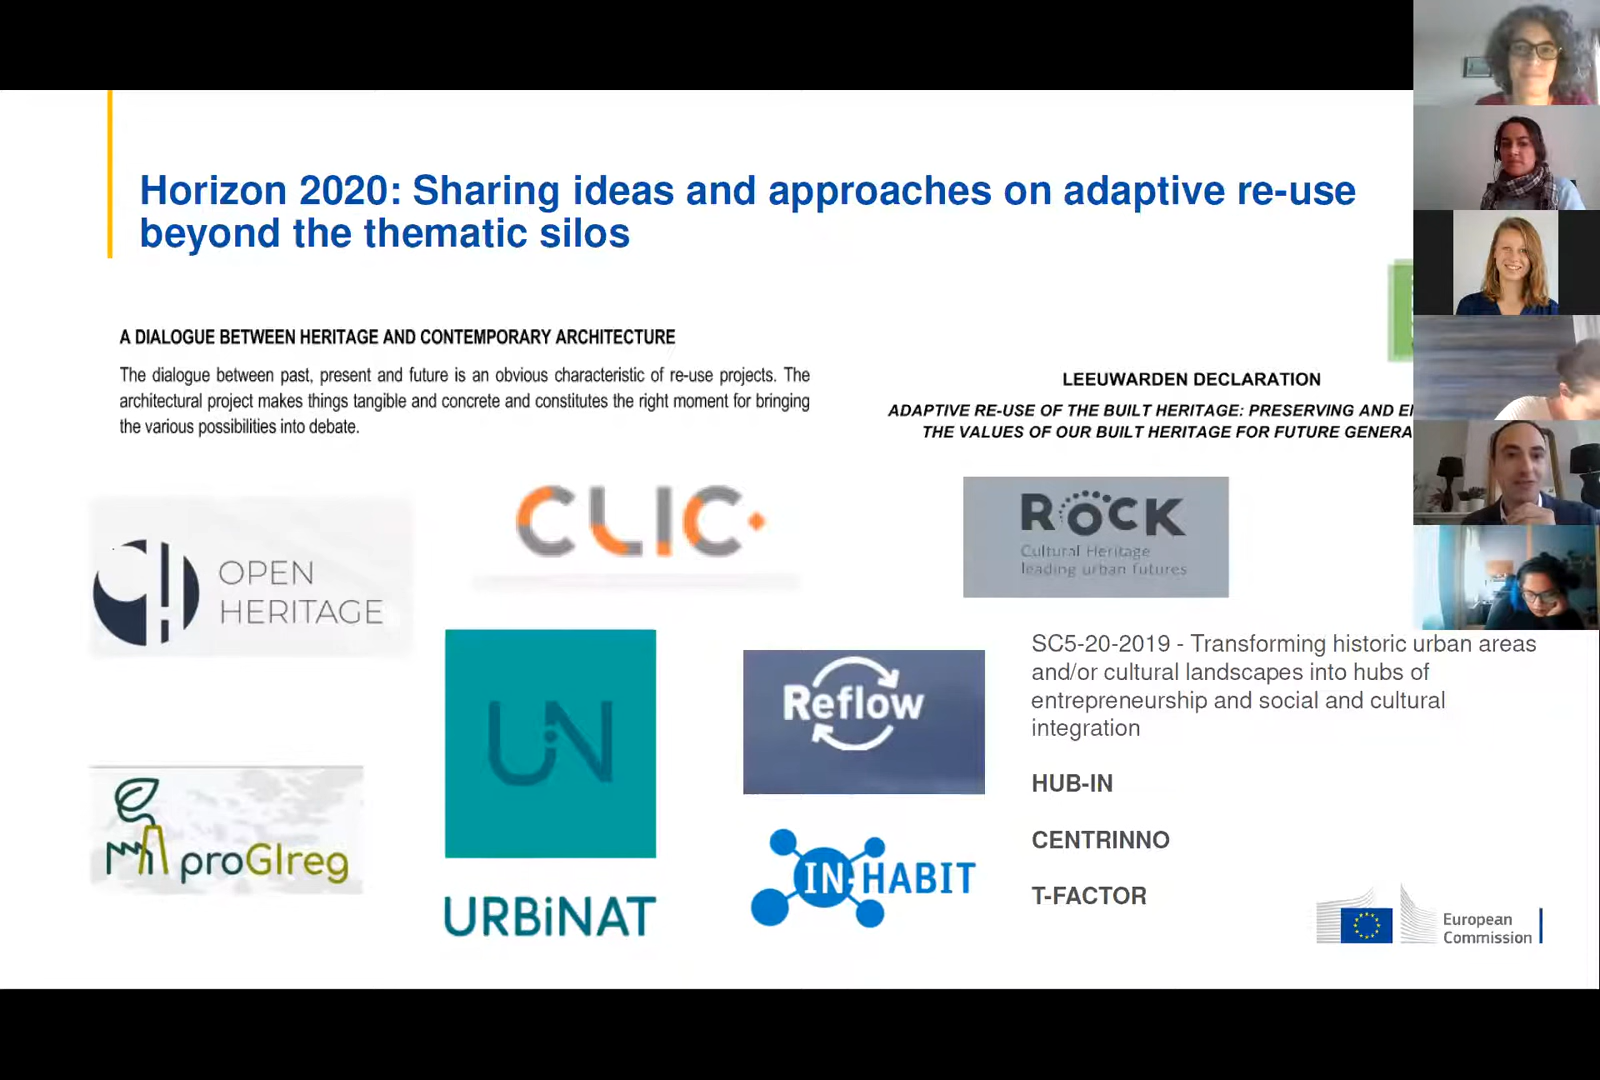 Horizon 2020: Sharing ideas and approaches on adaptive re-use
beyond the thematic silos
A DIALOGUE BETWEEN HERITAGE AND CONTEMPORARY ARCHITECTURE
The dialogue between past, present and future is an obvious characteristic of re-use projects. The
architectural project makes things tangible and concrete and constitutes the right moment for bringing
the various possibilities into debate.
LEEUWARDEN DECLARATION
ADAPTIVE RE-USE OF THE BUILT HERITAGE: PRESERVING AND
THE VALUES OF OUR BUILT HERITAGE FOR FUTURE
OPEN
HERITAGE
CLIC
ROCK
Cultural Heritage
leading urban futures
proGIreg
UiN
URBiNAT
Reflow
IN-HABIT
SC5-20-2019 - Transforming historic urban areas
and/or cultural landscapes into hubs of
entrepreneurship and social and cultural
integration
HUB-IN
CENTRINNO
T-FACTOR
European
Commission